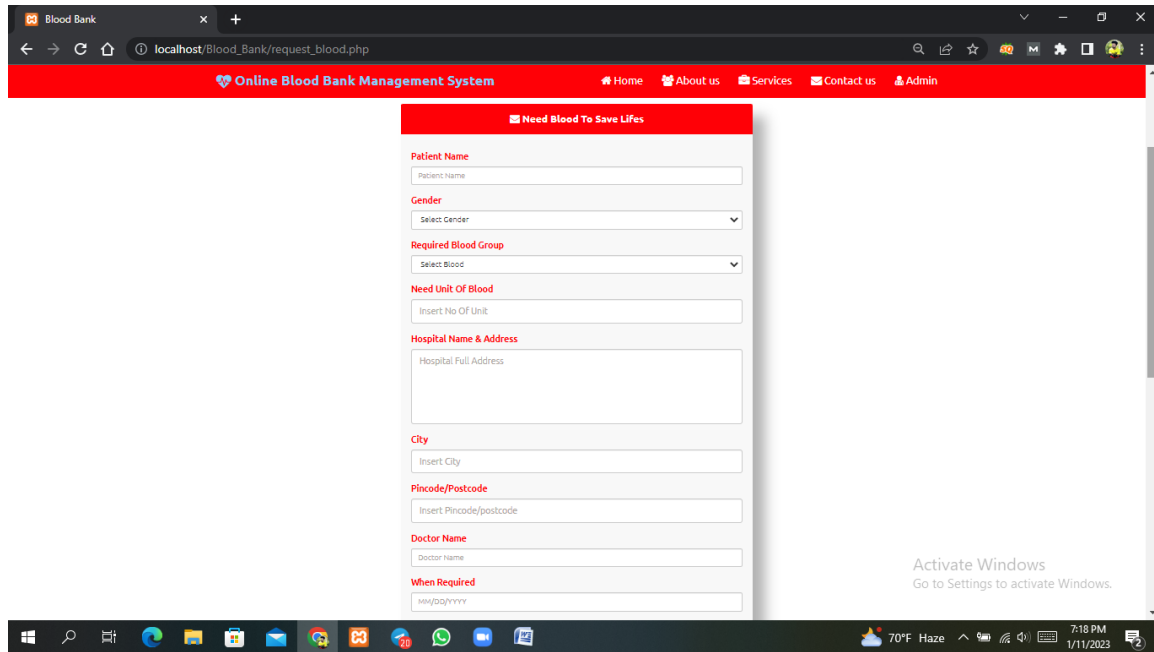 Blood Bank
localhost/Blood_Bank/request_blood.php
M
Online Blood Bank Management System
Home About us Services Contact us Admin
Need Blood To Save Lifes
Patient Name
Patient Name
Gender
Select Gender
Required Blood Group
Select Blood
Need Unit Of Blood
Insert No Of Unit
Hospital Name & Address
Hospital Full Address
City
Insert City
Pincode/Postcode
Insert Pincode/postcode
Doctor Name
Doctor Name
When Required
MM/DD/YYYY
Activate Windows
Go to Settings to activate Windows.
20
70°F Haze
7:18 PM
1/11/2023
2